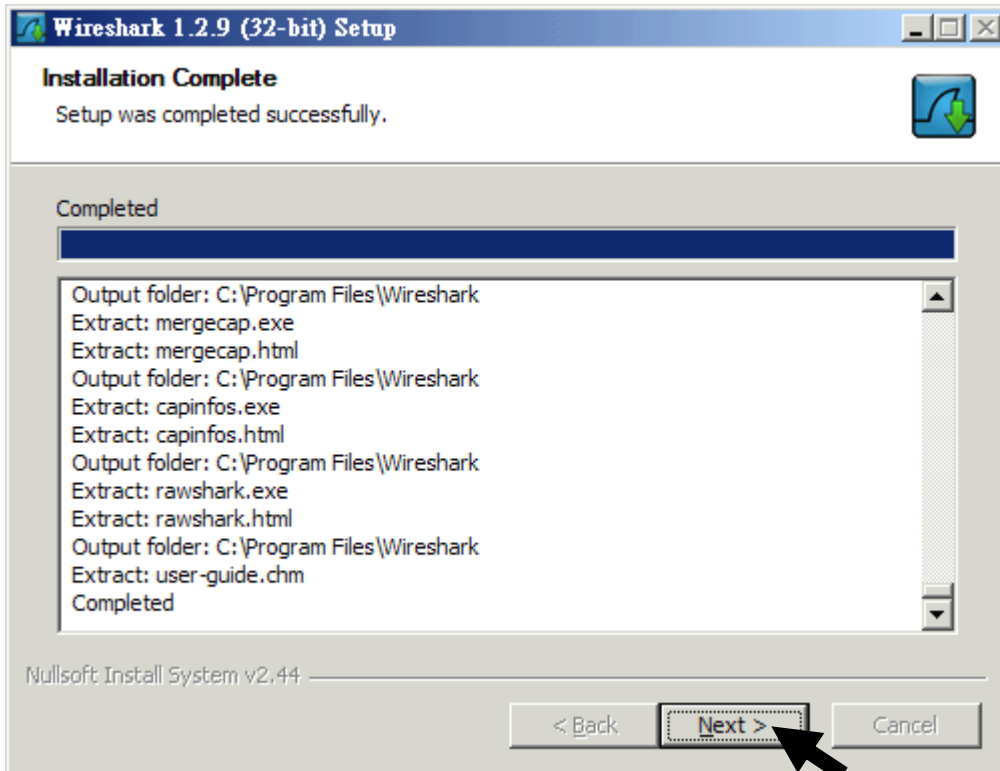 Wireshark 1.2.9 (32-bit) Setup
Installation Complete
Setup was completed successfully.
Completed
Output folder: C:\Program Files\Wireshark
Extract: mergecap.exe
Extract: mergecap.html
Output folder: C:\Program Files\Wireshark
Extract: capinfos.exe
Extract: capinfos.html
Output folder: C:\Program Files\Wireshark
Extract: rawshark.exe
Extract: rawshark.html
Output folder: C:\Program Files\Wireshark
Extract: user-guide.chm
Completed
Nullsoft Install System v2.44
< Back Next > Cancel